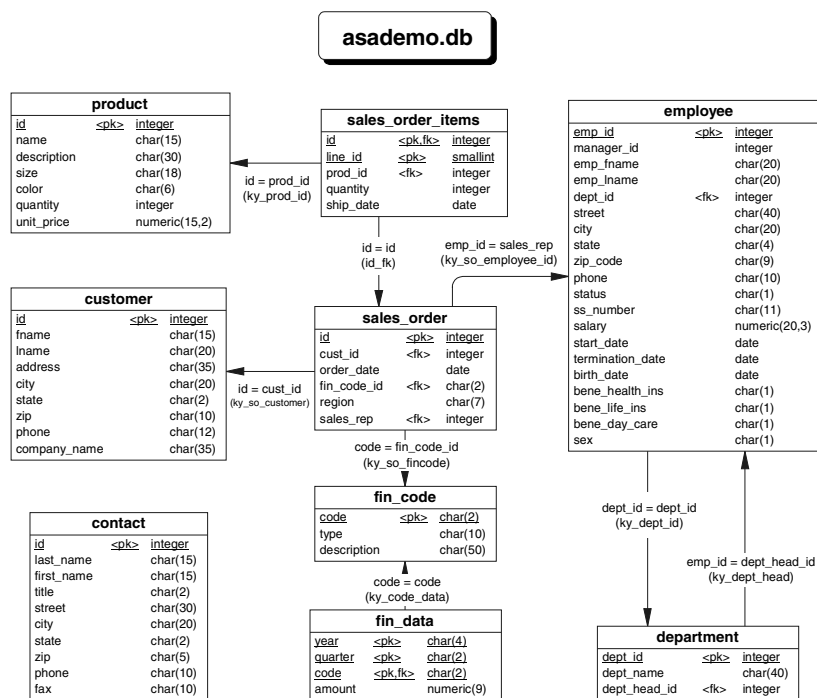 asademo.db
product
id <pk> integer
name char(15)
description char(30)
size char(18)
color char(6)
quantity integer
unit_price numeric(15,2)
id = prod_id
(ky_prod_id)
sales_order_items
id <pk,fk> integer
line_id <pk> smallint
prod_id <fk> integer
quantity integer
ship_date date
id = id
(id_fk)
emp_id = sales_rep
(ky_so_employee_id)
employee
emp_id <pk> integer
manager_id integer
emp_fname char(20)
emp_lname char(20)
dept_id <fk> integer
street char(40)
city char(20)
state char(4)
zip_code char(9)
phone char(10)
status char(1)
ss_number char(11)
salary numeric(20,3)
start_date date
termination_date date
birth_date date
bene_health_ins char(1)
bene_life_ins char(1)
bene_day_care char(1)
sex char(1)
customer
id <pk> integer
fname char(15)
lname char(20)
address char(35)
city char(20)
state char(2)
zip char(10)
phone char(12)
company_name char(35)
id = cust_id
(ky_so_customer)
sales_order
id <pk> integer
cust_id <fk> integer
order_date date
fin_code_id <fk> char(2)
region char(7)
sales_rep <fk> integer
code = fin_code_id
(ky_so_fincode)
fin_code
code <pk> char(2)
type char(10)
description char(50)
code = code
(ky_code_data)
contact
id <pk> integer
last_name char(15)
first_name char(15)
title char(2)
street char(30)
city char(20)
state char(2)
zip char(5)
phone char(10)
fax char(10)
fin_data
year <pk> char(4)
quarter <pk> char(2)
code <pk,fk> char(2)
amount numeric(9)
dept_id = dept_id
(ky_dept_id)
emp_id = dept_head_id
(ky_dept_head)
department
dept_id <pk> integer
dept_name char(40)
dept_head_id <fk> integer